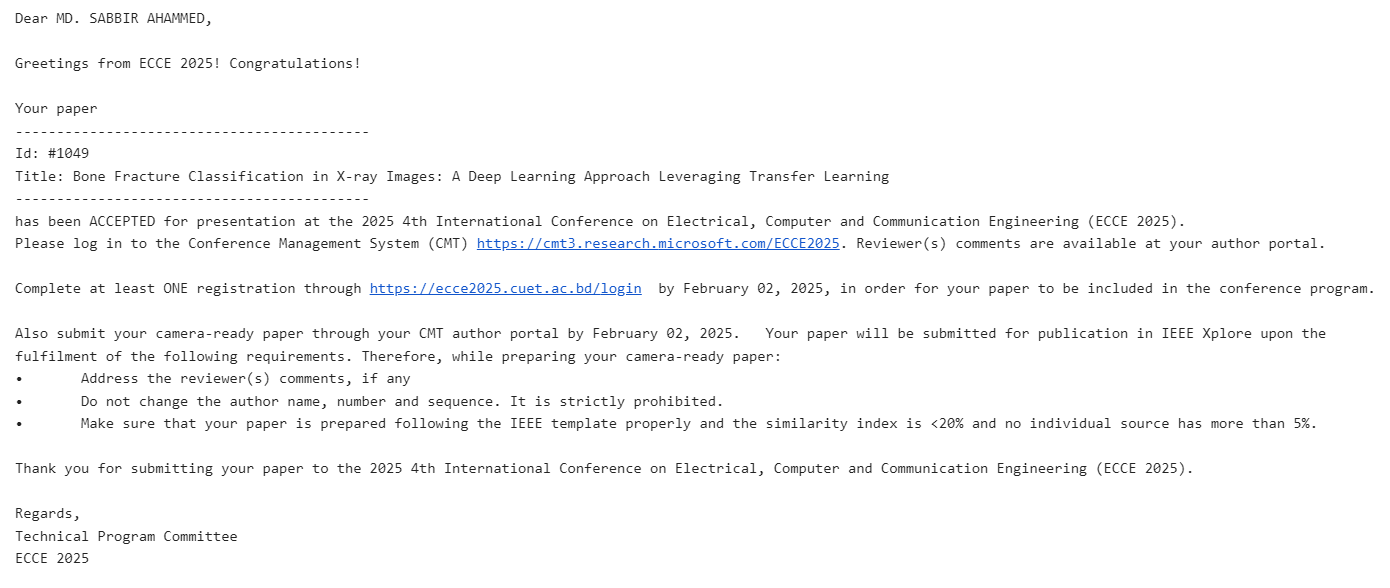 Dear MD. SABBIR AHAMMED,
Greetings from ECCE 2025! Congratulations!
Your paper
-------------------------------------------
Id: #1049
Title: Bone Fracture Classification in X-ray Images: A Deep Learning Approach Leveraging Transfer Learning
-------------------------------------------
has been ACCEPTED for presentation at the 2025 4th International Conference on Electrical, Computer and Communication Engineering (ECCE 2025).
Please log in to the Conference Management System (CMT) https://cmt3.research.microsoft.com/ECCE2025. Reviewer(s) comments are available at your author portal.
Complete at least ONE registration through https://ecce2025.cuet.ac.bd/login  by February 02, 2025, in order for your paper to be included in the conference program.
Also submit your camera-ready paper through your CMT author portal by February 02, 2025.   Your paper will be submitted for publication in IEEE Xplore upon the
fulfilment of the following requirements. Therefore, while preparing your camera-ready paper:
•       Address the reviewer(s) comments, if any
•       Do not change the author name, number and sequence. It is strictly prohibited.
•       Make sure that your paper is prepared following the IEEE template properly and the similarity index is <20% and no individual source has more than 5%.
Thank you for submitting your paper to the 2025 4th International Conference on Electrical, Computer and Communication Engineering (ECCE 2025).
Regards,
Technical Program Committee
ECCE 2025